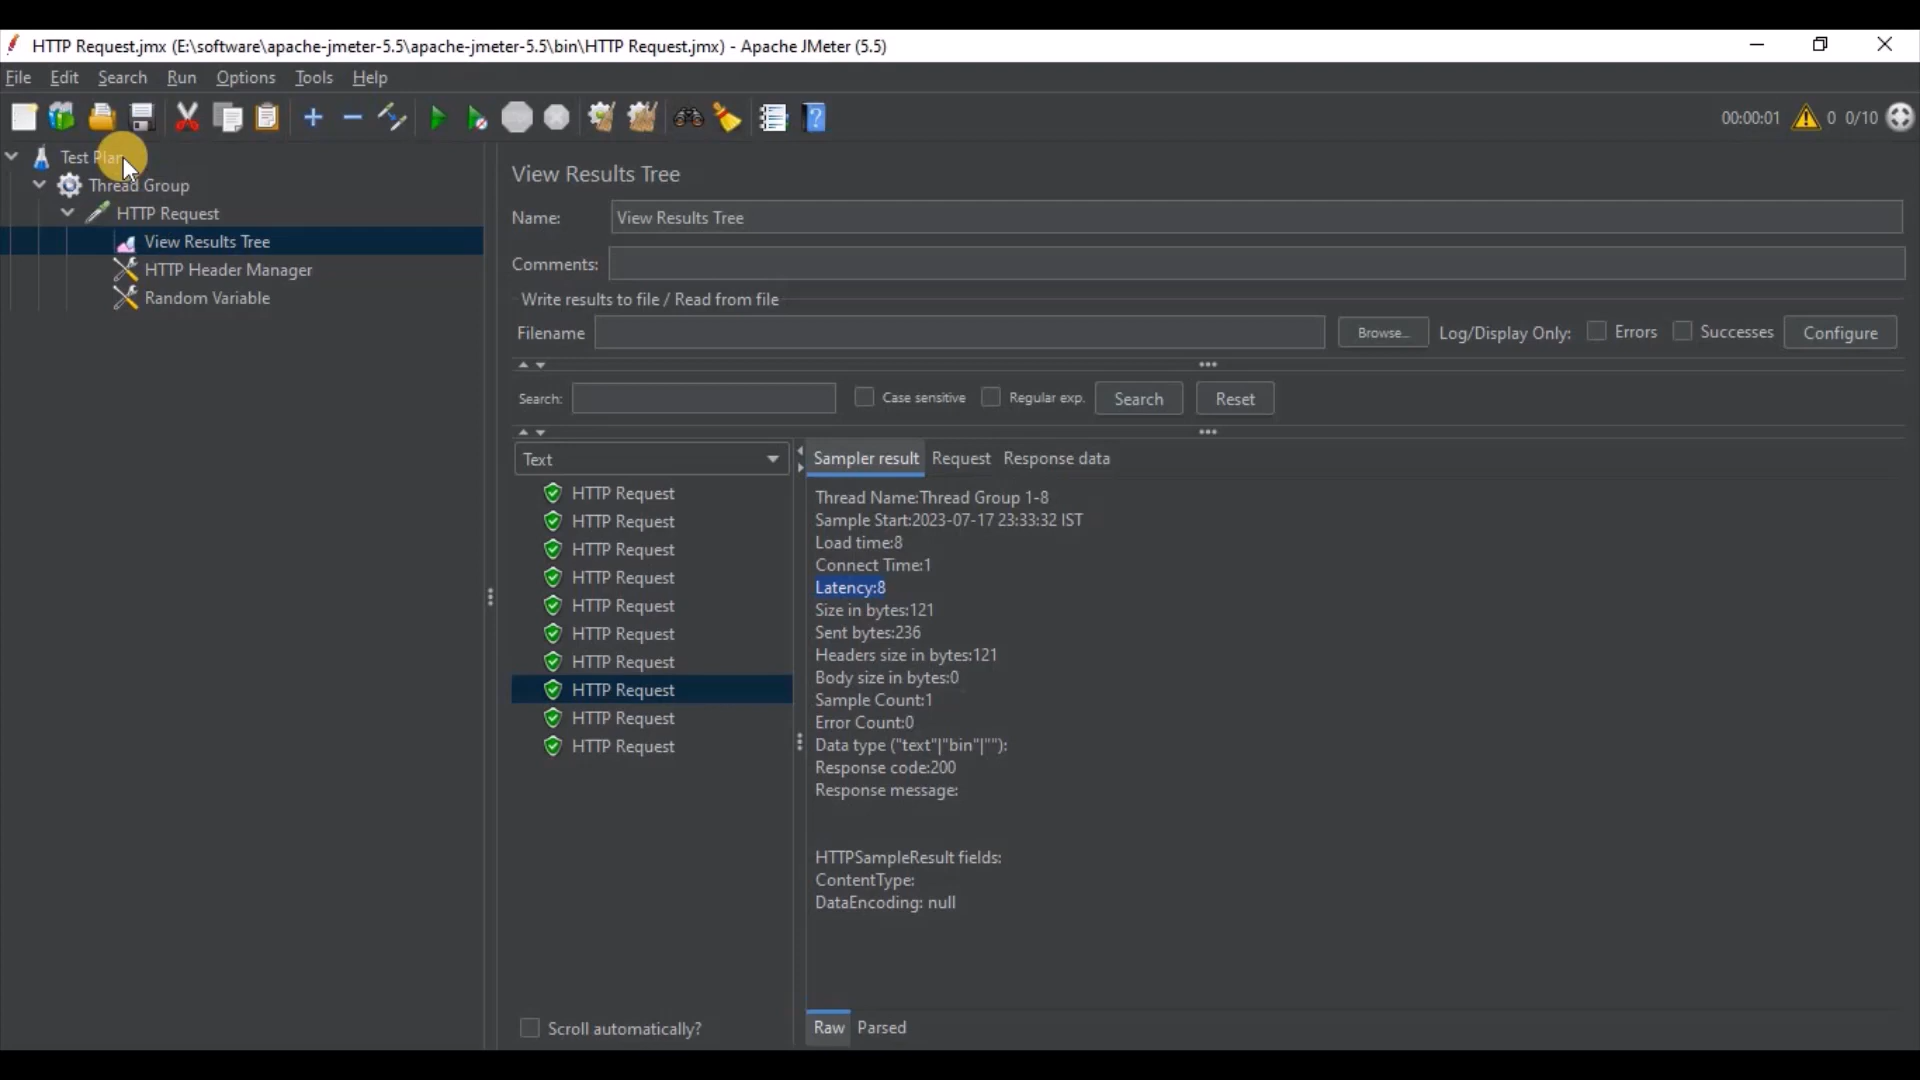 HTTP Request.jmx (E:\software\apache-jmeter-5.5\apache-jmeter-5.5\bin\HTTP Request.jmx) - Apache JMeter (5.5)
File Edit Search Run Options Tools Help
00:00:01 0 0/10
Test Plan
Thread Group
HTTP Request
View Results Tree
HTTP Header Manager
Random Variable
View Results Tree
Name: View Results Tree
Comments:
Write results to file / Read from file
Filename Browse... Log/Display Only: Errors Successes Configure
Search: Case sensitive Regular exp. Search Reset
Text
HTTP Request
HTTP Request
HTTP Request
HTTP Request
HTTP Request
HTTP Request
HTTP Request
HTTP Request
HTTP Request
HTTP Request
Scroll automatically?
Sampler result Request Response data
Thread Name:Thread Group 1-8
Sample Start:2023-07-17 23:33:32 IST
Load time:8
Connect Time:1
Latency:8
Size in bytes:121
Sent bytes:236
Headers size in bytes:121
Body size in bytes:0
Sample Count:1
Error Count:0
Data type ("text"|"bin"|""):
Response code:200
Response message:
HTTPSampleResult fields:
ContentType:
DataEncoding: null
Raw Parsed